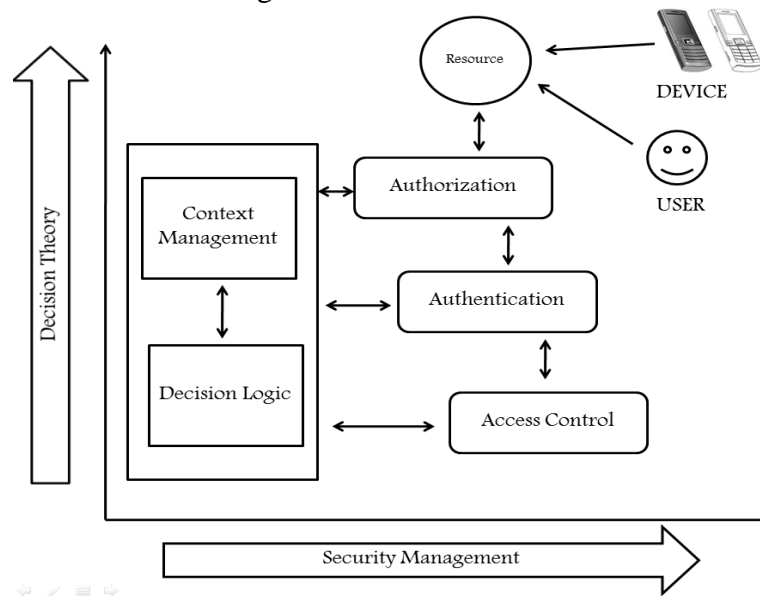 Resource
DEVICE
USER
Authorization
Context
Management
Authentication
Decision Logic
Access Control
Decision Theory
Security Management